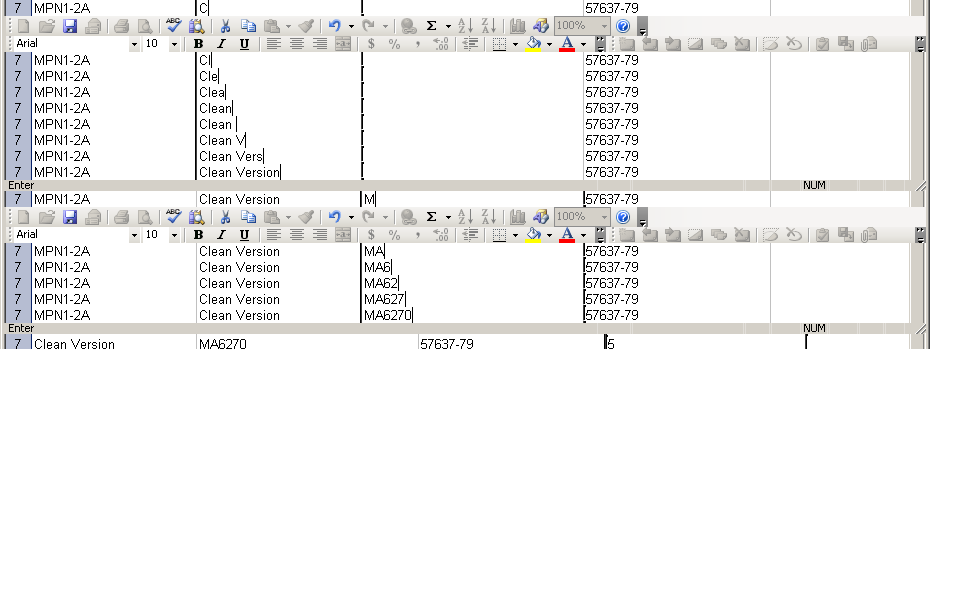 7 MPN1-2A C 57637-79
100%
Arial 10 B I U $ % , .00
7 MPN1-2A Cl 57637-79
7 MPN1-2A Cle 57637-79
7 MPN1-2A Clea 57637-79
7 MPN1-2A Clean 57637-79
7 MPN1-2A Clean 57637-79
7 MPN1-2A Clean V 57637-79
7 MPN1-2A Clean Vers 57637-79
7 MPN1-2A Clean Version 57637-79
Enter NUM
7 MPN1-2A Clean Version M 57637-79
100%
Arial 10 B I U $ % , .00
7 MPN1-2A Clean Version MA 57637-79
7 MPN1-2A Clean Version MA6 57637-79
7 MPN1-2A Clean Version MA62 57637-79
7 MPN1-2A Clean Version MA627 57637-79
7 MPN1-2A Clean Version MA6270 57637-79
Enter NUM
7 Clean Version MA6270 57637-79 5